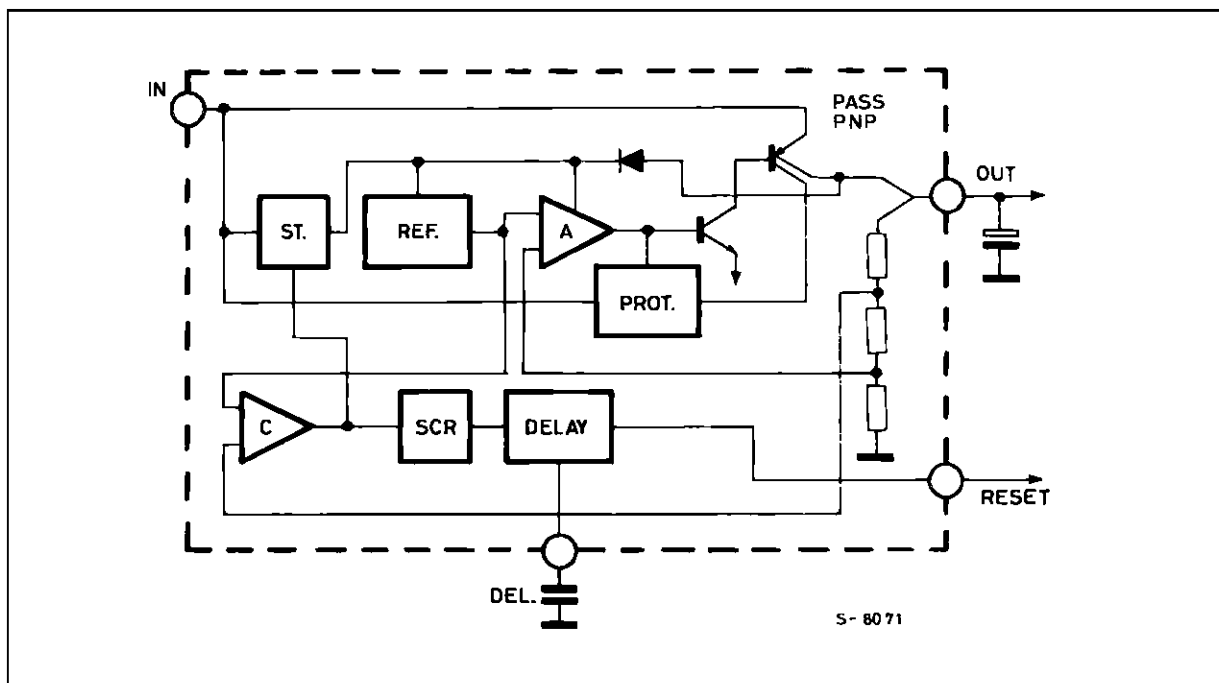 IN
PASS
PNP
OUT
ST.
REF.
A
PROT.
C
SCR
DELAY
RESET
DEL.
S-8071